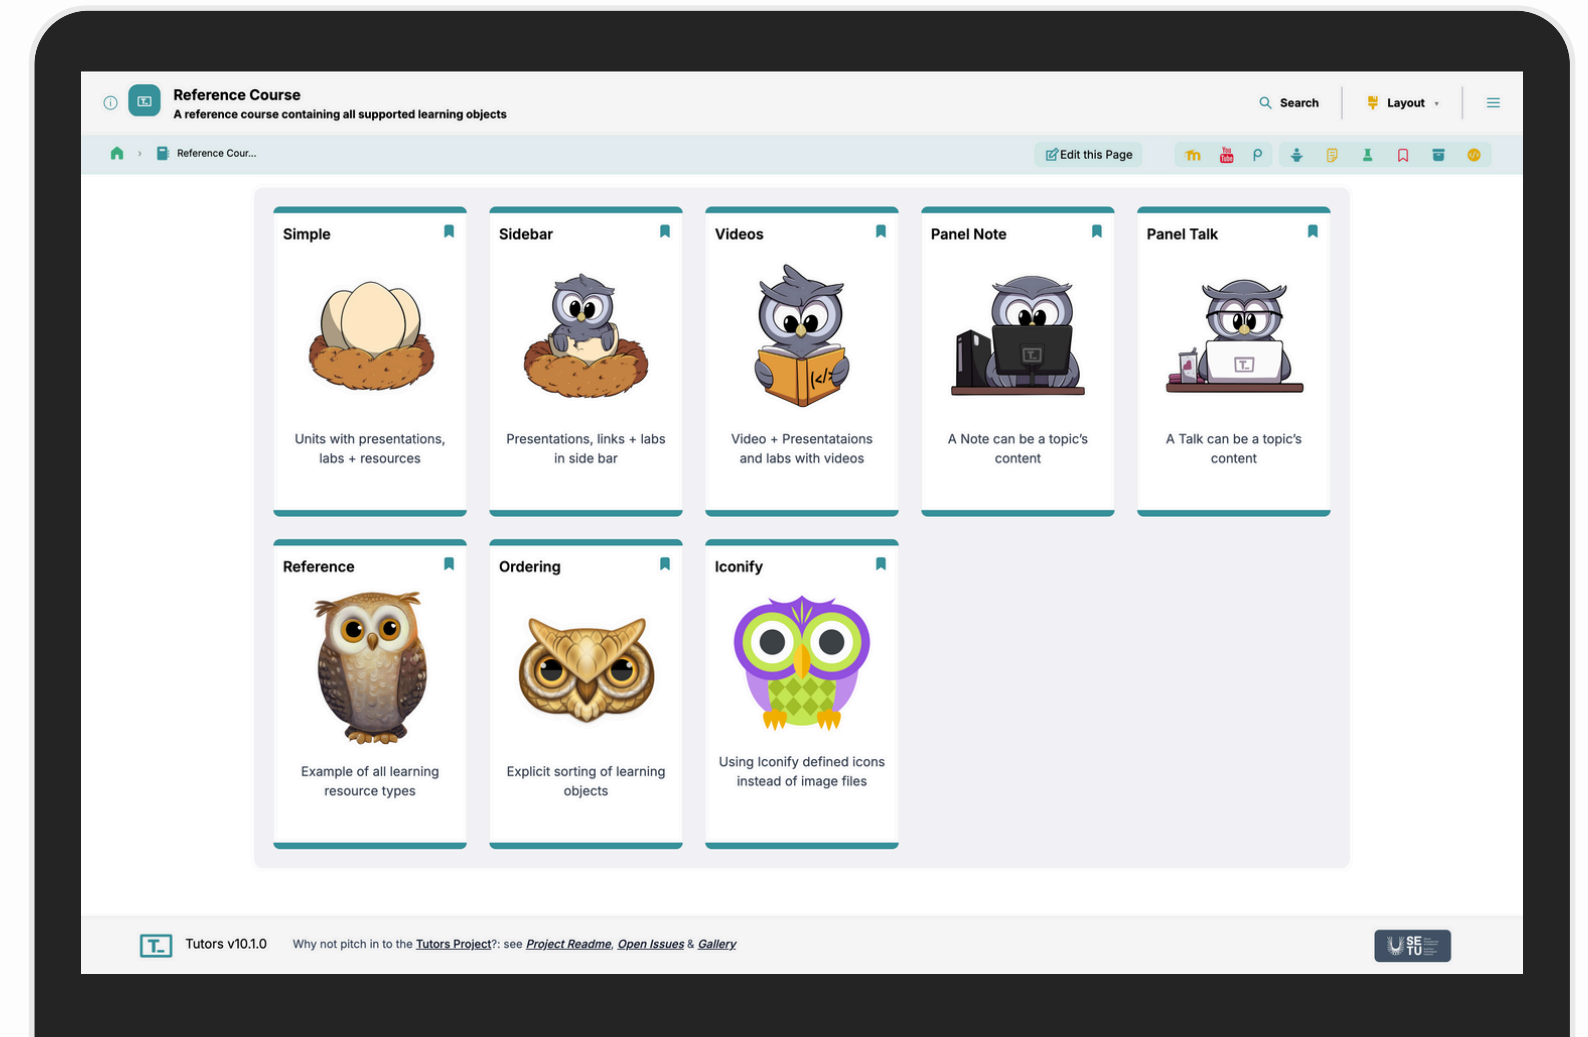 Reference Course
A reference course containing all supported learning objects
Search
Layout
Reference Cour...
Edit this Page
You
Tube
Simple
Units with presentations,
labs + resources
Sidebar
Presentations, links + labs
in side bar
Videos
Video + Presentataions
and labs with videos
Panel Note
A Note can be a topic's
content
Panel Talk
A Talk can be a topic's
content
Reference
Example of all learning
resource types
Ordering
Explicit sorting of learning
objects
Iconify
Using Iconify defined icons
instead of image files
Tutors v10.1.0
Why not pitch in to the Tutors Project?: see Project Readme, Open Issues & Gallery
SE
TU